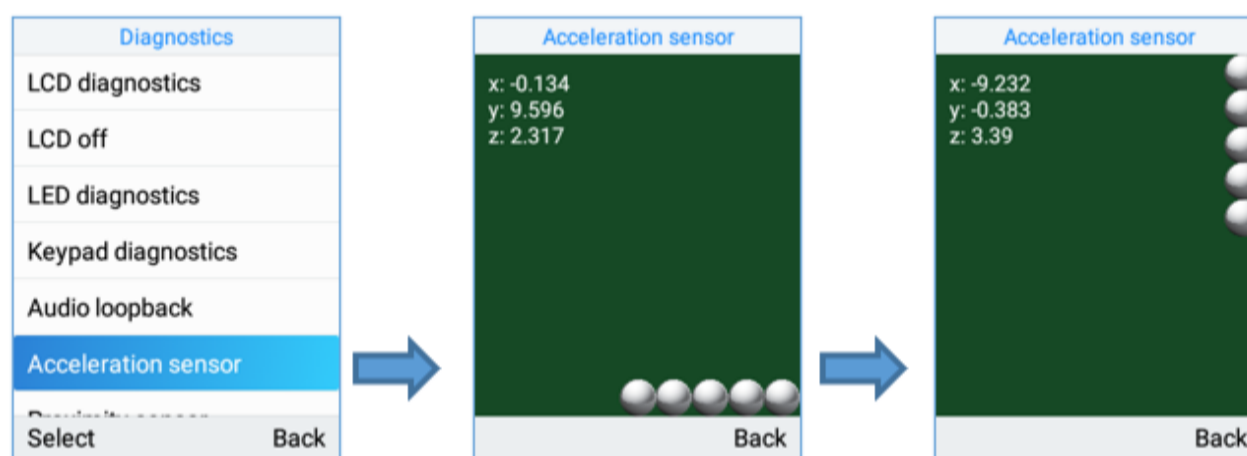 Diagnostics
LCD diagnostics
LCD off
LED diagnostics
Keypad diagnostics
Audio loopback
Acceleration sensor
Select Back
Acceleration sensor
x: -0.134
y: 9.596
z: 2.317
Back
Acceleration sensor
x: -9.232
y: -0.383
z: 3.39
Back